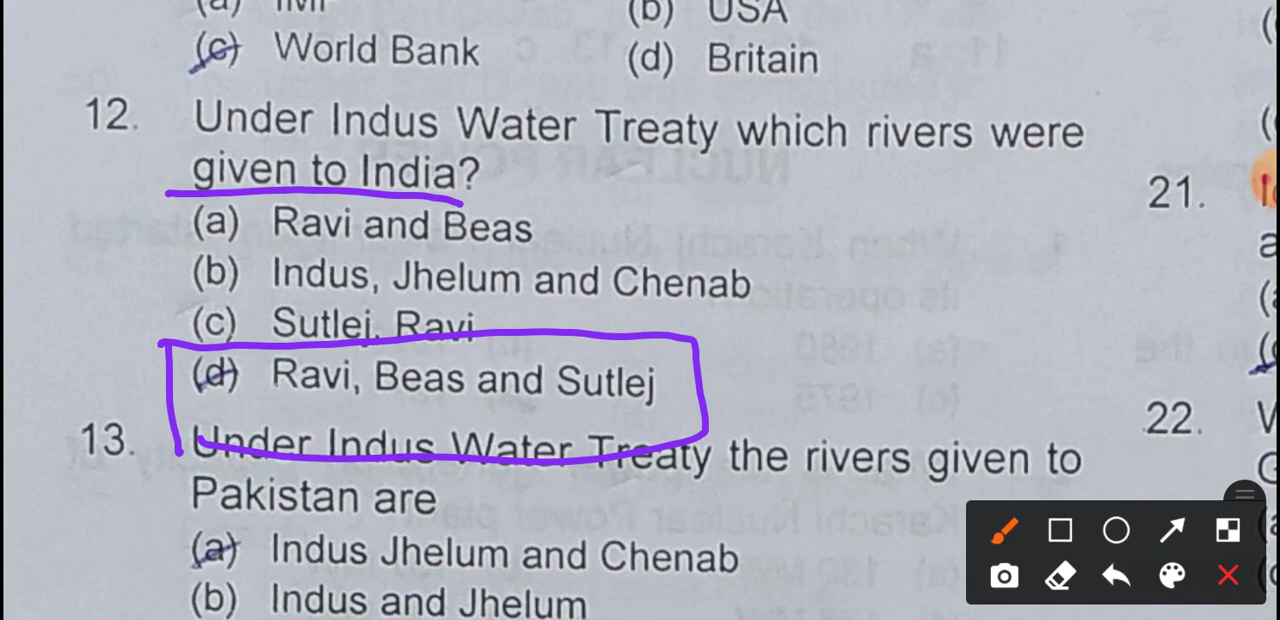 (a) IMF
(b) USA
(c) World Bank
(d) Britain
12. Under Indus Water Treaty which rivers were
given to India?
(a) Ravi and Beas
(b) Indus, Jhelum and Chenab
(c) Sutlej, Ravi
(d) Ravi, Beas and Sutlej
13. Under Indus Water Treaty the rivers given to
Pakistan are
(a) Indus Jhelum and Chenab
(b) Indus and Jhelum
21.
22.